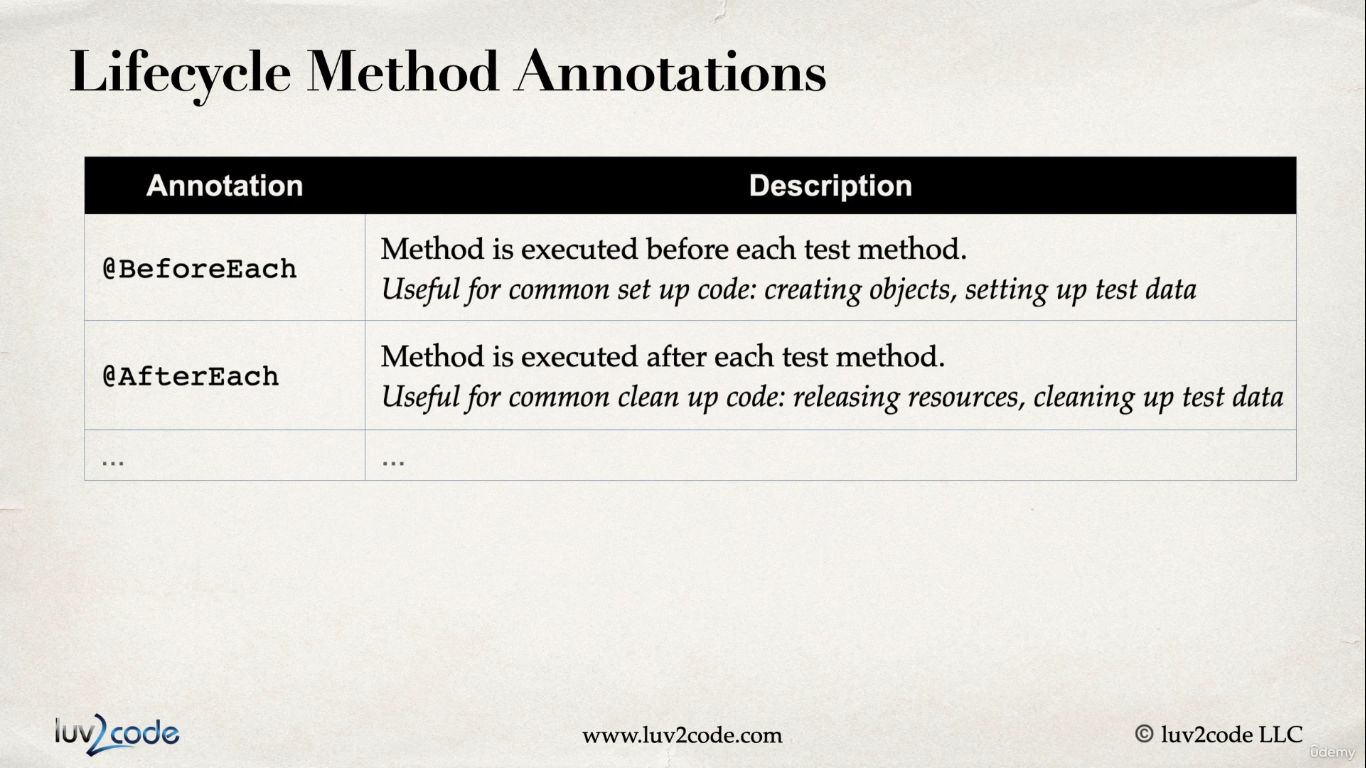 Lifecycle Method Annotations
Annotation
Description
@BeforeEach
Method is executed before each test method.
Useful for common set up code: creating objects, setting up test data
@AfterEach
Method is executed after each test method.
Useful for common clean up code: releasing resources, cleaning up test data
...
...
luv2code
www.luv2code.com
© luv2code LLC
ûdemy